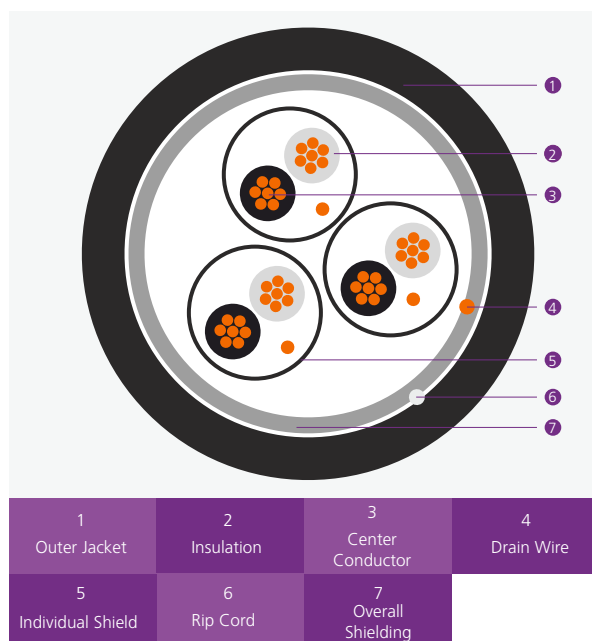 1
2
3
4
5
6
7
1
Outer Jacket
2
Insulation
3
Center
Conductor
4
Drain Wire
5
Individual Shield
6
Rip Cord
7
Overall
Shielding